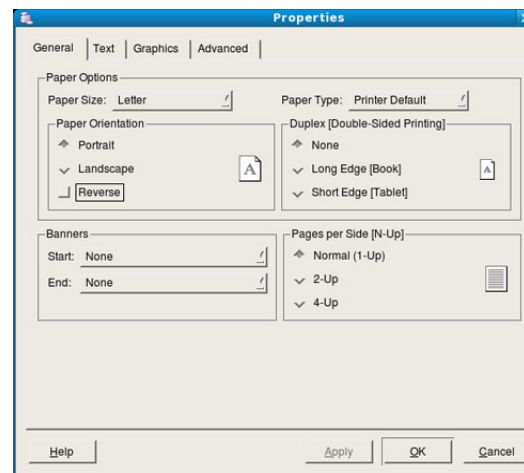 Properties
General Text Graphics Advanced
Paper Options
Paper Size: Letter
Paper Type: Printer Default
Paper Orientation
Portrait
Landscape
Reverse
A
Duplex [Double-Sided Printing]
None
Long Edge [Book]
Short Edge [Tablet]
A
Banners
Start: None
End: None
Pages per Side [N-Up]
Normal (1-Up)
2-Up
4-Up
Help Apply OK Cancel